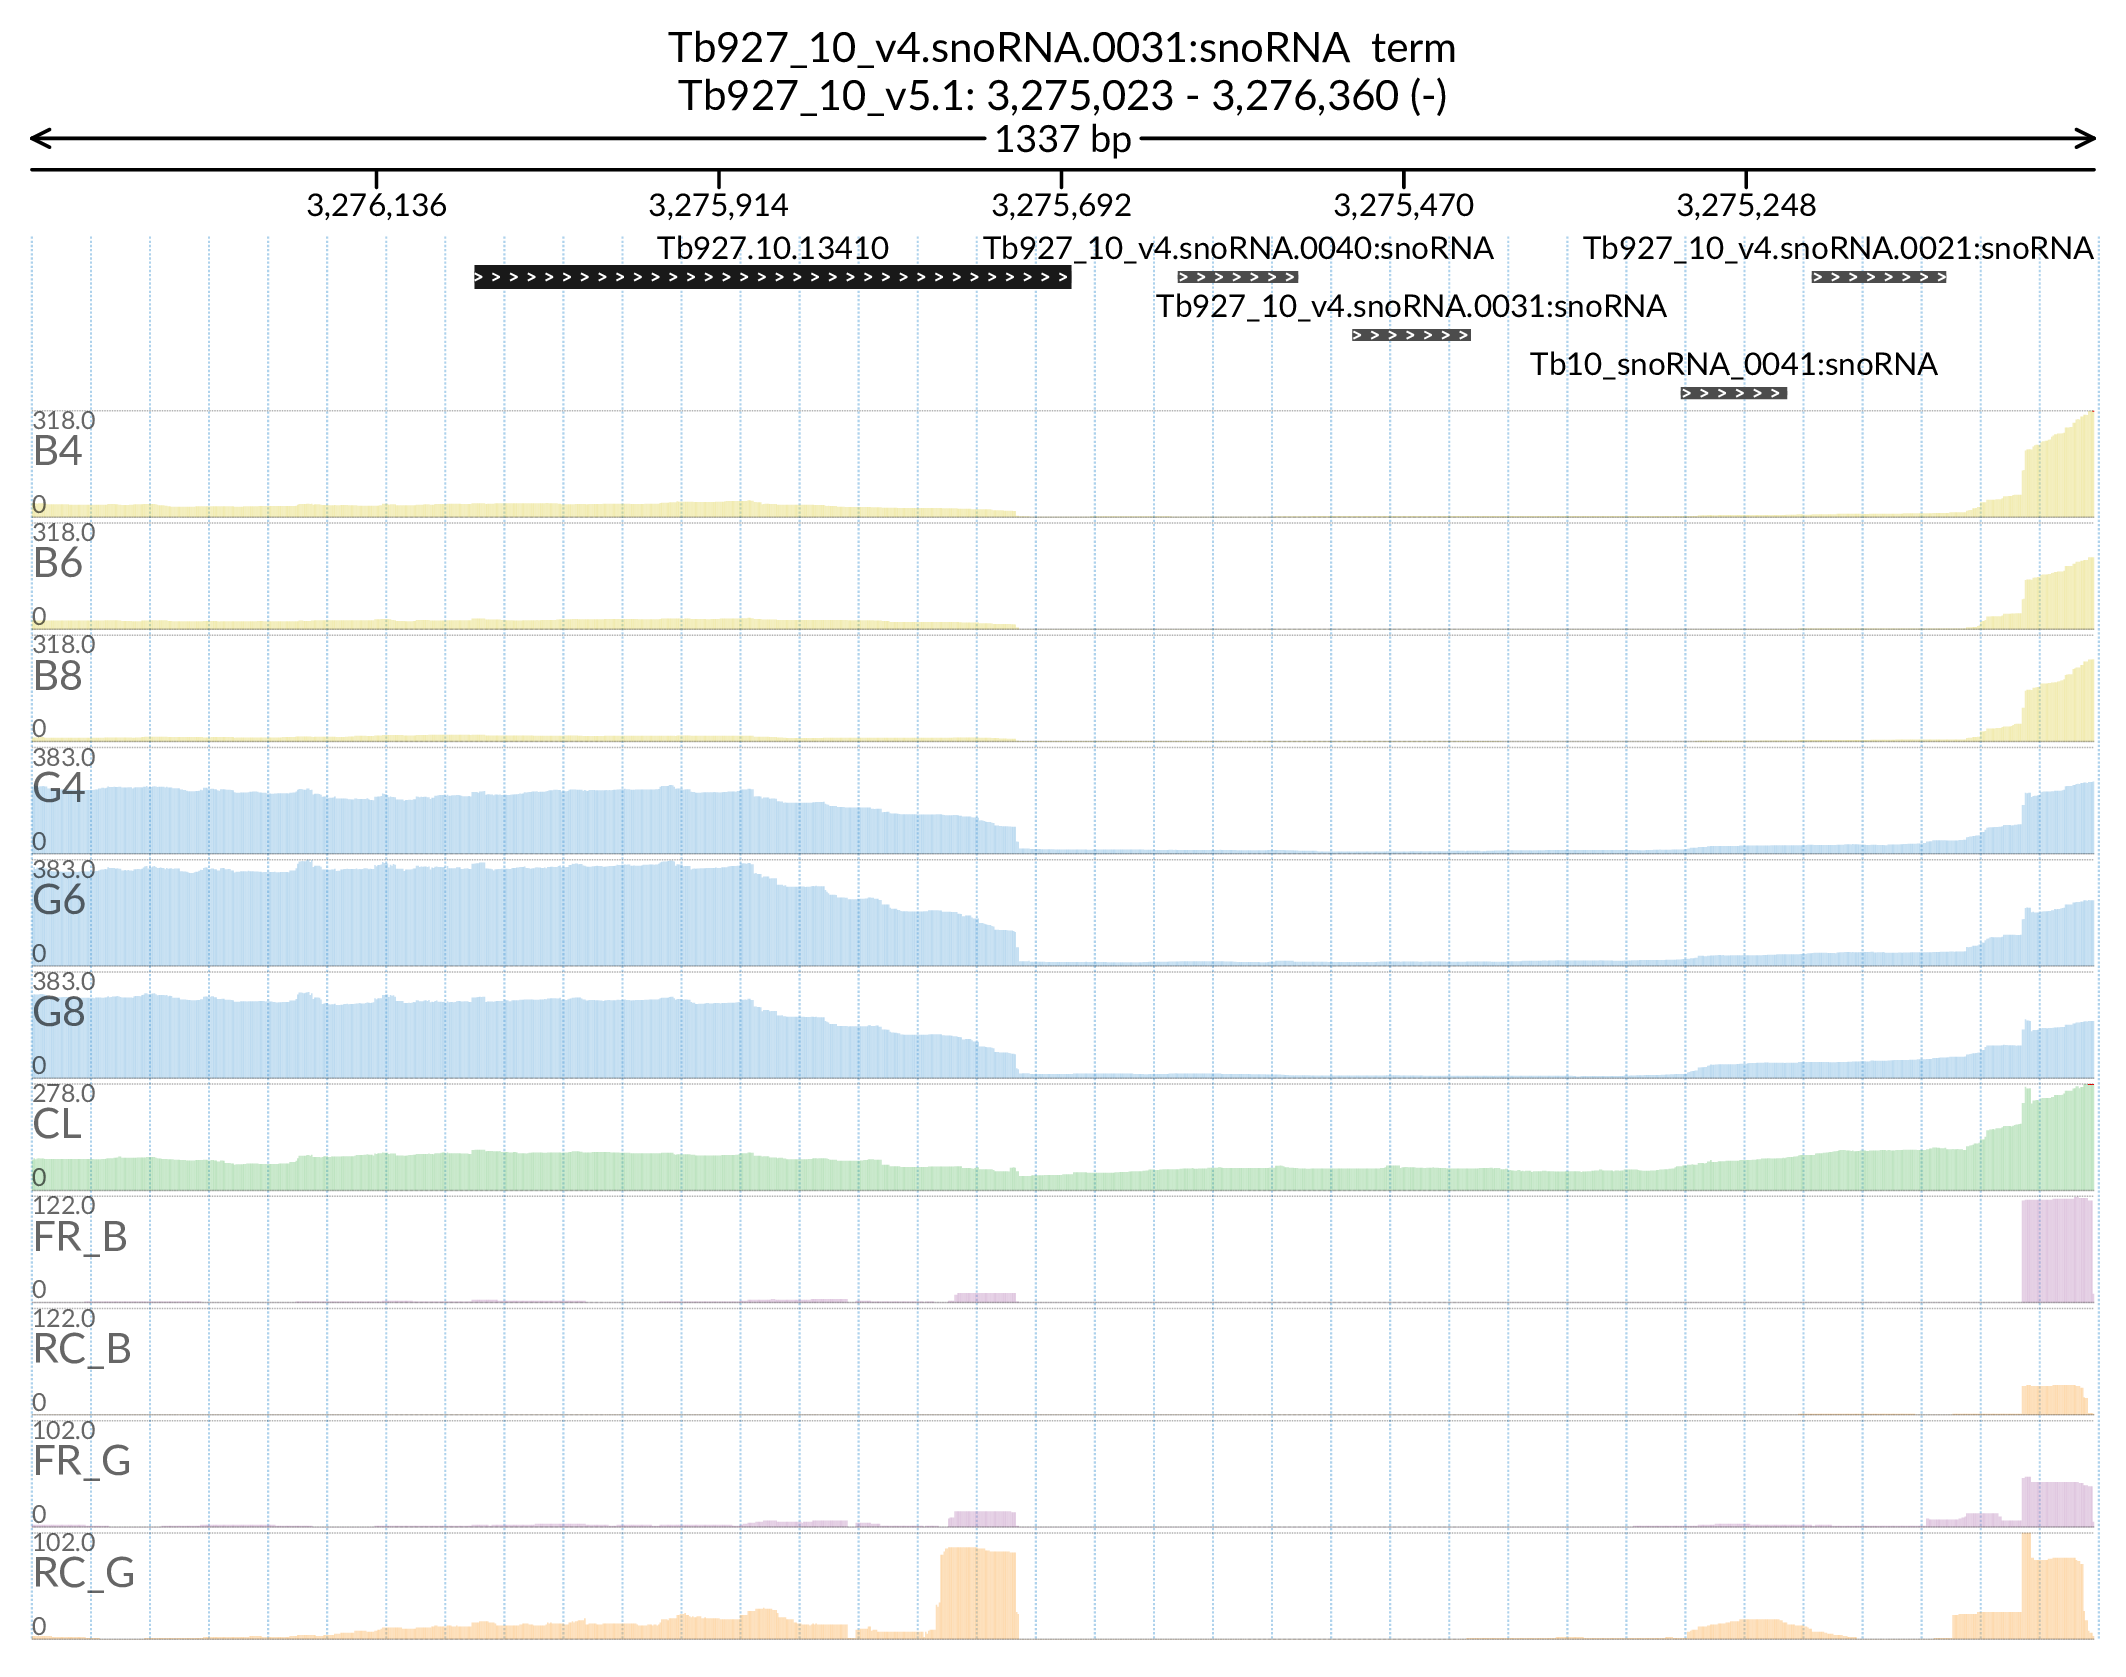 Tb927_10_v4.snoRNA.0031:snoRNA term
Tb927_10_v5.1: 3,275,023 - 3,276,360 (-)
1337 bp
3,276,136 3,275,914 3,275,692 3,275,470 3,275,248
Tb927.10.13410 Tb927_10_v4.snoRNA.0040:snoRNA Tb927_10_v4.snoRNA.0021:snoRNA
Tb927_10_v4.snoRNA.0031:snoRNA
Tb10_snoRNA_0041:snoRNA
318.0
B4
0
318.0
B6
0
318.0
B8
0
383.0
G4
0
383.0
G6
0
383.0
G8
0
278.0
CL
0
122.0
FR_B
0
122.0
RC_B
0
102.0
FR_G
0
102.0
RC_G
0